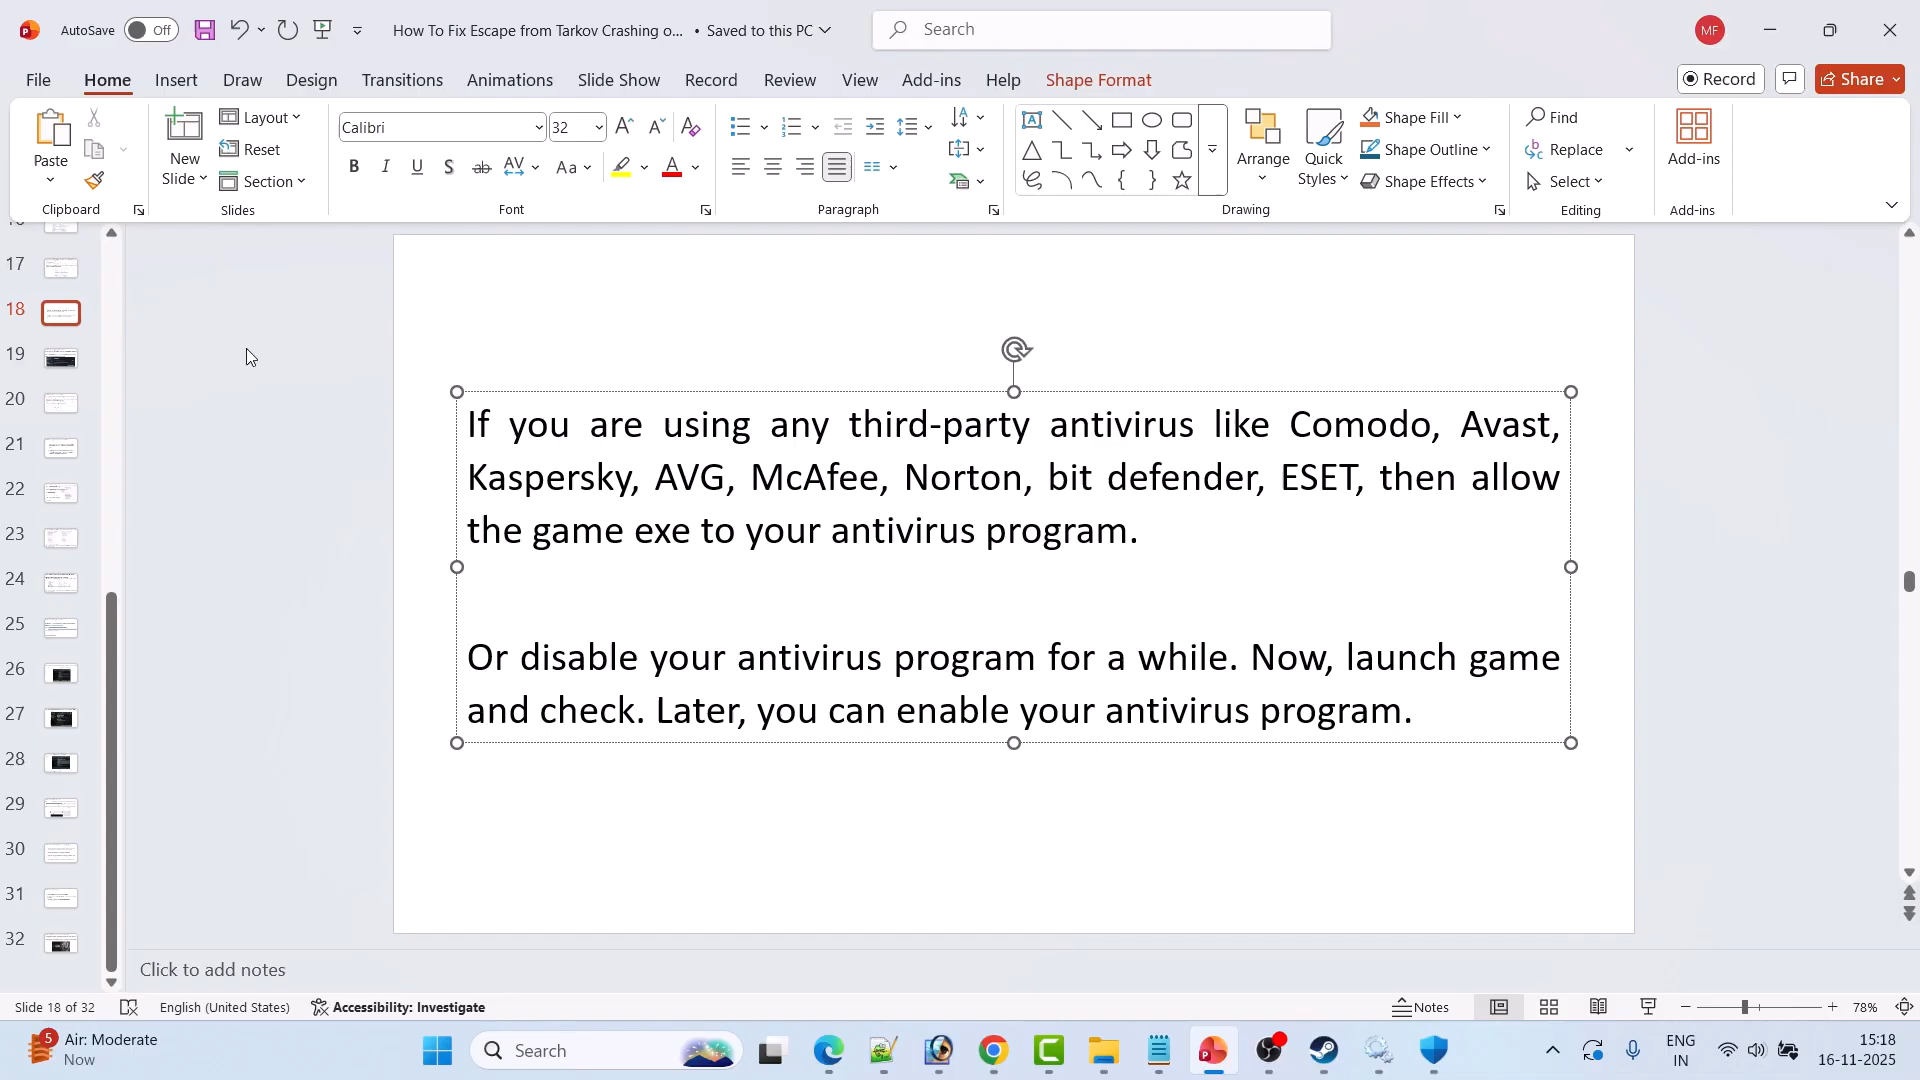 AutoSave Off How To Fix Escape from Tarkov Crashing o... • Saved to this PC Search MF
File Home Insert Draw Design Transitions Animations Slide Show Record Review View Add-ins Help Shape Format Record Share
Paste
New
Slide
Layout
Reset
Section
Calibri 32
B I U S ab AV Aa A
Arrange
Quick
Styles
Shape Fill
Shape Outline
Shape Effects
Find
Replace
Select
Add-ins
Clipboard Slides Font Paragraph Drawing Editing Add-ins
17
18
19
20
21
22
23
24
25
26
27
28
29
30
31
32
If you are using any third-party antivirus like Comodo, Avast,
Kaspersky, AVG, McAfee, Norton, bit defender, ESET, then allow
the game exe to your antivirus program.
Or disable your antivirus program for a while. Now, launch game
and check. Later, you can enable your antivirus program.
Click to add notes
Slide 18 of 32 English (United States) Accessibility: Investigate Notes 78%
5 Air: Moderate
Now
Search
ENG
IN
15:18
16-11-2025